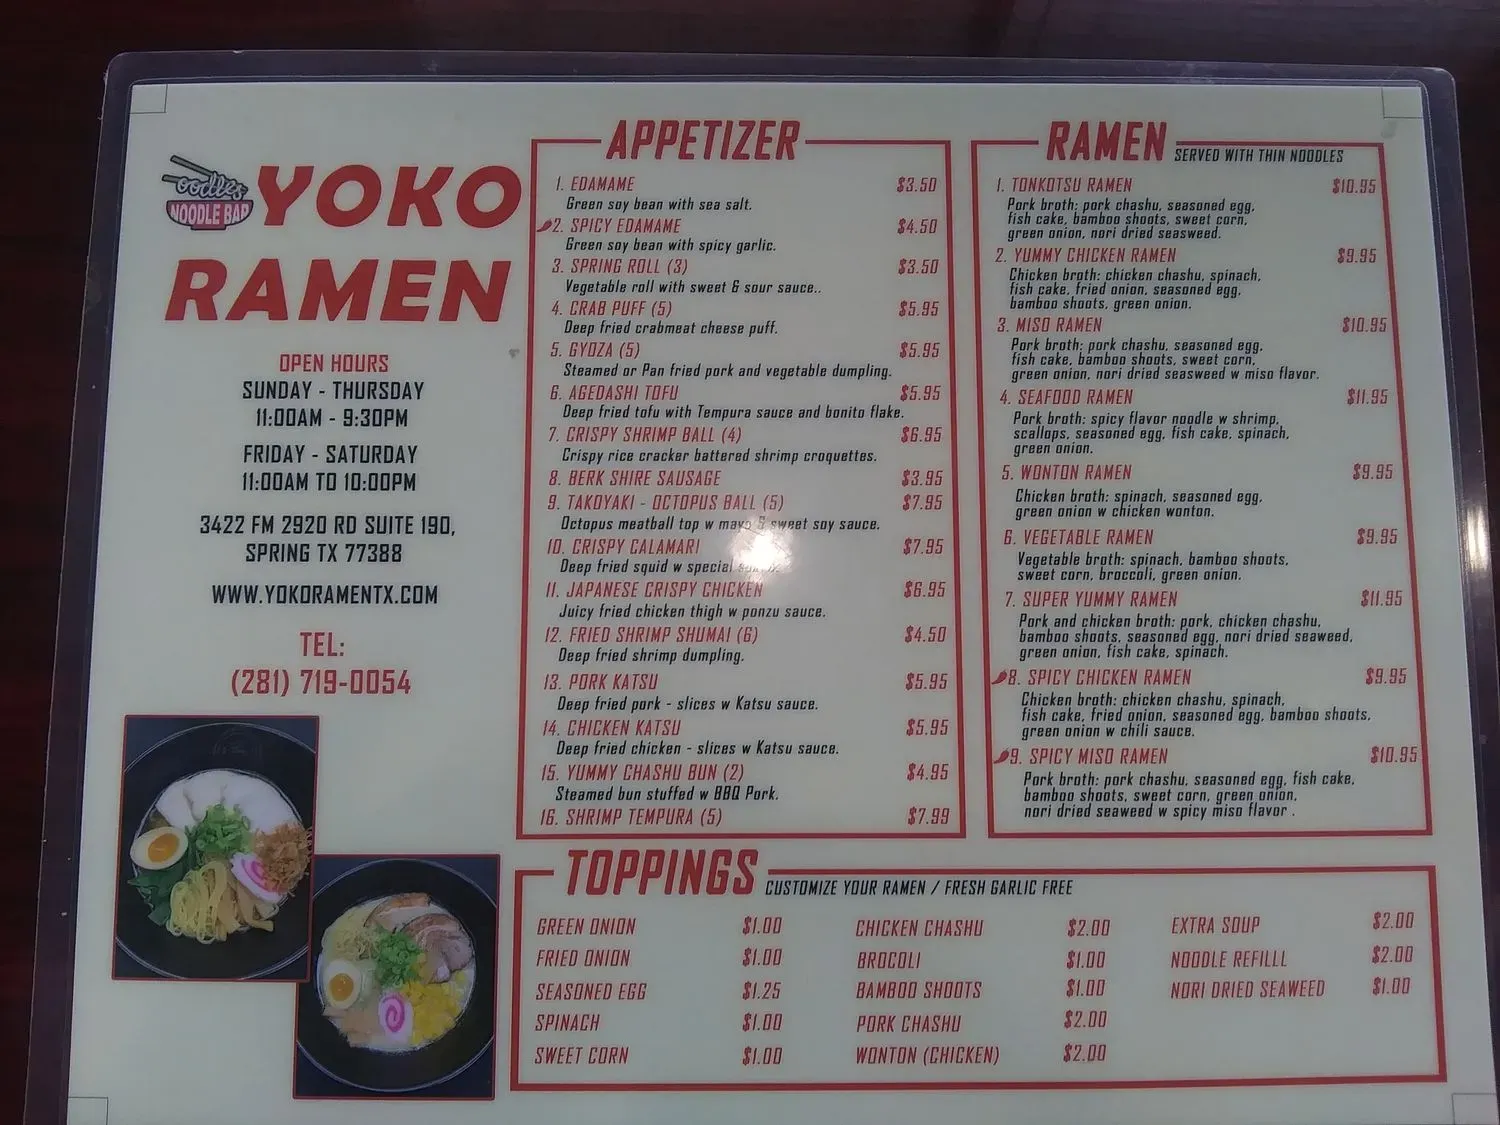 oodles
NOODLE BAR
YOKO
RAMEN
OPEN HOURS
SUNDAY - THURSDAY
11:00AM - 9:30PM
FRIDAY - SATURDAY
11:00AM TO 10:00PM
3422 FM 2920 RD SUITE 190,
SPRING TX 77388
WWW.YOKORAMENTX.COM
TEL:
(281) 719-0054
APPETIZER
1. EDAMAME $3.50
Green soy bean with sea salt.
2. SPICY EDAMAME $4.50
Green soy bean with spicy garlic.
3. SPRING ROLL (3) $3.50
Vegetable roll with sweet & sour sauce..
4. CRAB PUFF (5) $5.95
Deep fried crabmeat cheese puff.
5. GYOZA (5) $5.95
Steamed or Pan fried pork and vegetable dumpling.
6. AGEDASHI TOFU $5.95
Deep fried tofu with Tempura sauce and bonito flake.
7. CRISPY SHRIMP BALL (4) $6.95
Crispy rice cracker battered shrimp croquettes.
8. BERK SHIRE SAUSAGE $3.95
9. TAKOYAKI - OCTOPUS BALL (5) $7.95
Octopus meatball top w mayo & sweet soy sauce.
10. CRISPY CALAMARI $7.95
Deep fried squid w special
11. JAPANESE CRISPY CHICKEN $6.95
Juicy fried chicken thigh w ponzu sauce.
12. FRIED SHRIMP SHUMAI (6) $4.50
Deep fried shrimp dumpling.
13. PORK KATSU $5.95
Deep fried pork - slices w Katsu sauce.
14. CHICKEN KATSU $5.95
Deep fried chicken - slices w Katsu sauce.
15. YUMMY CHASHU BUN (2) $4.95
Steamed bun stuffed w BBQ Pork.
16. SHRIMP TEMPURA (5) $7.99
RAMEN SERVED WITH THIN NOODLES
1. TONKOTSU RAMEN $10.95
Pork broth: pork chashu, seasoned egg,
fish cake, bamboo shoots, sweet corn,
green onion, nori dried seasweed.
2. YUMMY CHICKEN RAMEN $9.95
Chicken broth: chicken chashu, spinach,
fish cake, fried onion, seasoned egg,
bamboo shoots, green onion.
3. MISO RAMEN $10.95
Pork broth: pork chashu, seasoned egg,
fish cake, bamboo shoots, sweet corn,
green onion, nori dried seasweed w miso flavor.
4. SEAFOOD RAMEN $11.95
Pork broth: spicy flavor noodle w shrimp,
scallops, seasoned egg, fish cake, spinach,
green onion.
5. WONTON RAMEN $9.95
Chicken broth: spinach, seasoned egg,
green onion w chicken wonton.
6. VEGETABLE RAMEN $9.95
Vegetable broth: spinach, bamboo shoots,
sweet corn, broccoli, green onion.
7. SUPER YUMMY RAMEN $11.95
Pork and chicken broth: pork, chicken chashu,
bamboo shoots, seasoned egg, nori dried seaweed,
green onion, fish cake, spinach.
8. SPICY CHICKEN RAMEN $9.95
Chicken broth: chicken chashu, spinach,
fish cake, fried onion, seasoned egg, bamboo shoots,
green onion w chili sauce.
9. SPICY MISO RAMEN $10.95
Pork broth: pork chashu, seasoned egg, fish cake,
bamboo shoots, sweet corn, green onion,
nori dried seaweed w spicy miso flavor .
TOPPINGS CUSTOMIZE YOUR RAMEN / FRESH GARLIC FREE
GREEN ONION $1.00
FRIED ONION $1.00
SEASONED EGG $1.25
SPINACH $1.00
SWEET CORN $1.00
CHICKEN CHASHU $2.00
BROCOLI $1.00
BAMBOO SHOOTS $1.00
PORK CHASHU $2.00
WONTON (CHICKEN) $2.00
EXTRA SOUP $2.00
NOODLE REFILLL $2.00
NORI DRIED SEAWEED $1.00